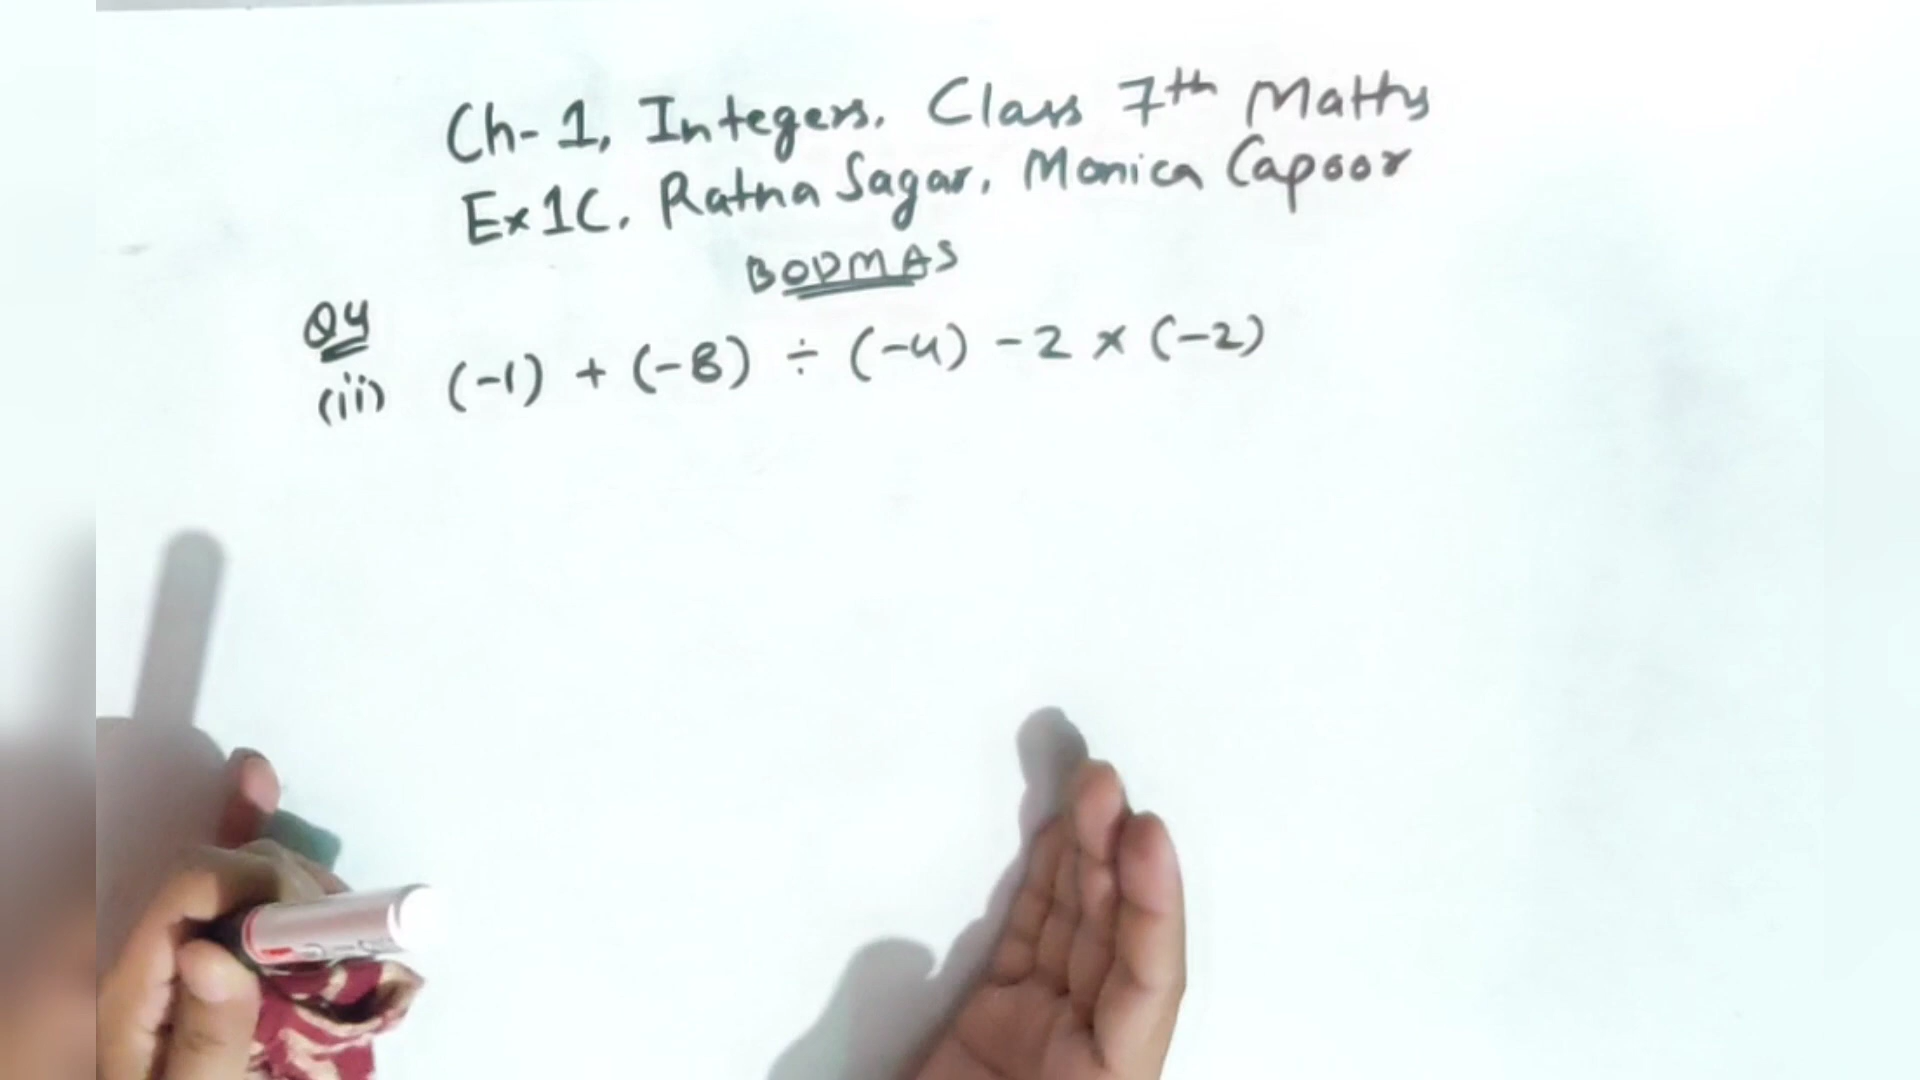 Ch-1, Integers. Class 7th Maths
Ex 1C, Ratna Sagar, Monica Capoor
BODMAS
Q4
(ii) (-1) + (-8) ÷ (-4) - 2 × (-2)